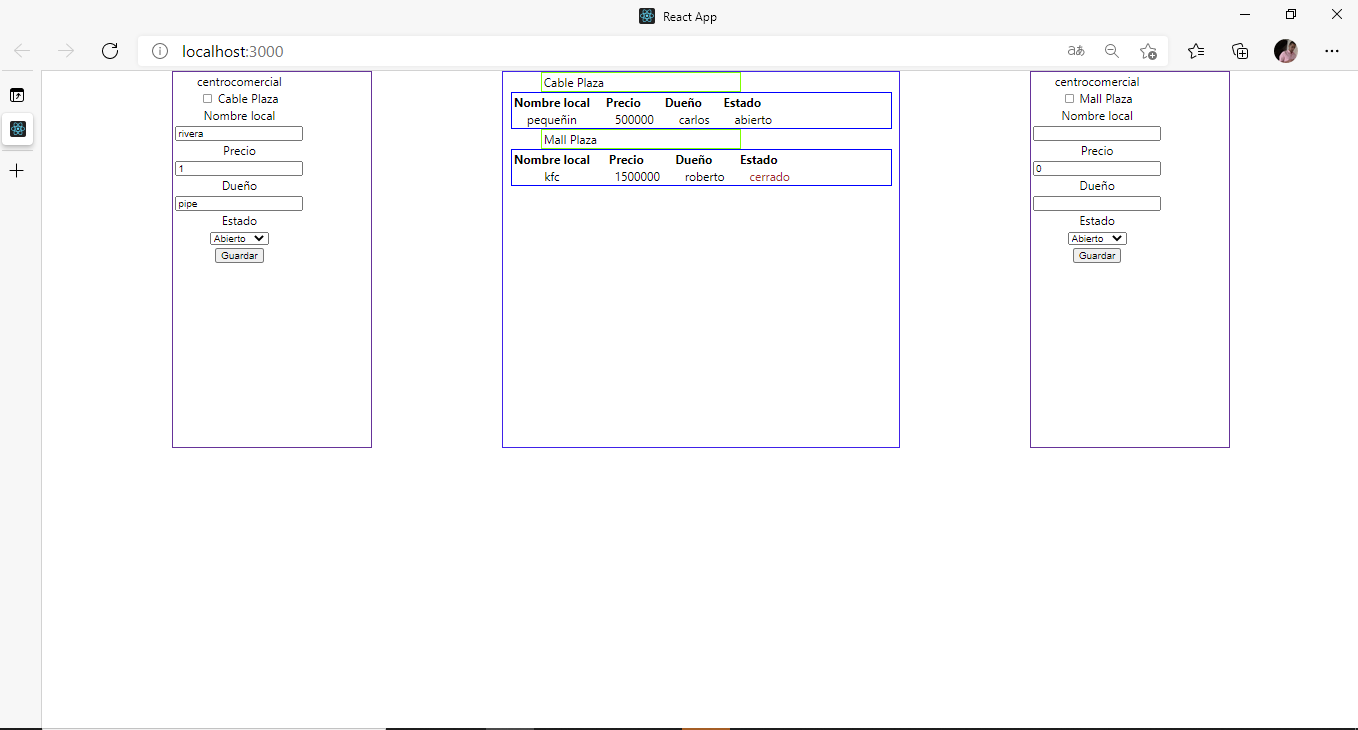 React App
localhost:3000
aあ
centrocomercial
Cable Plaza
Nombre local
rivera
Precio
1
Dueño
pipe
Estado
Abierto
Guardar
Cable Plaza
Nombre local Precio Dueño Estado
pequeñin 500000 carlos abierto
Mall Plaza
Nombre local Precio Dueño Estado
kfc 1500000 roberto cerrado
centrocomercial
Mall Plaza
Nombre local
Precio
0
Dueño
Estado
Abierto
Guardar